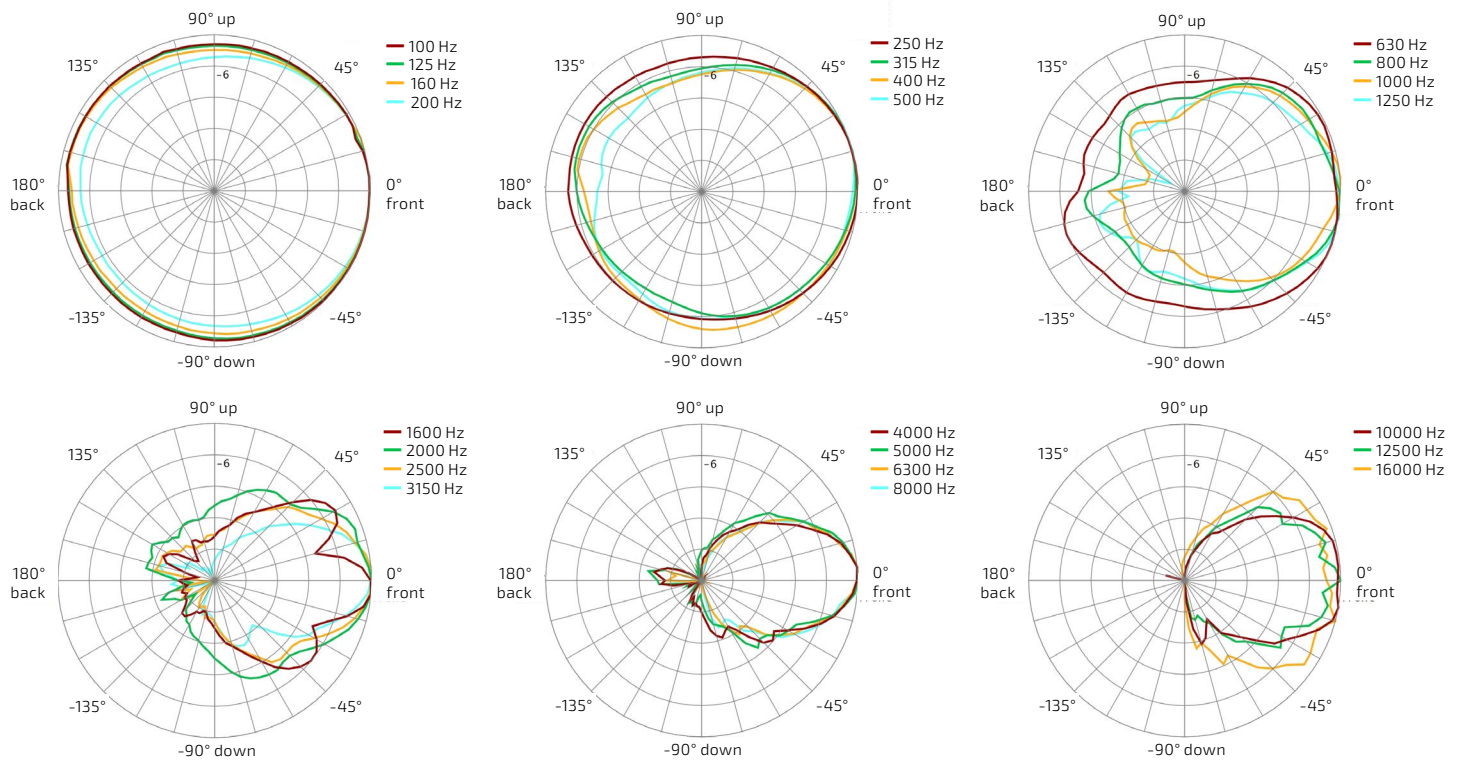 90° up
135°
45°
-6
180°
back
0°
front
-135°
-45°
-90° down
100 Hz
125 Hz
160 Hz
200 Hz
90° up
135°
45°
-6
180°
back
0°
front
-135°
-45°
-90° down
250 Hz
315 Hz
400 Hz
500 Hz
90° up
135°
45°
-6
180°
back
0°
front
-135°
-45°
-90° down
630 Hz
800 Hz
1000 Hz
1250 Hz
90° up
135°
45°
-6
180°
back
0°
front
-135°
-45°
-90° down
1600 Hz
2000 Hz
2500 Hz
3150 Hz
90° up
135°
45°
-6
180°
back
0°
front
-135°
-45°
-90° down
4000 Hz
5000 Hz
6300 Hz
8000 Hz
90° up
135°
45°
-6
180°
back
0°
front
-135°
-45°
-90° down
10000 Hz
12500 Hz
16000 Hz